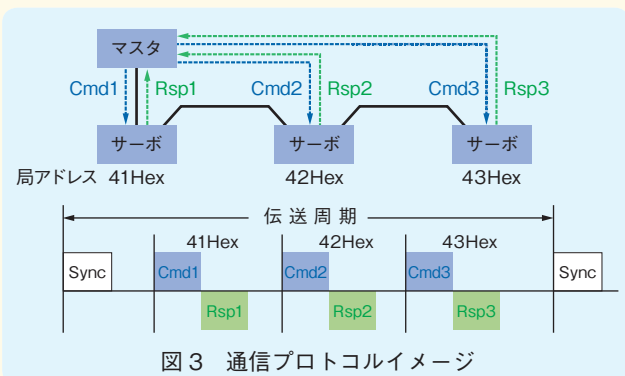 マスタ
Cmd1 Rsp1 Cmd2 Rsp2 Cmd3 Rsp3
サーボ サーボ サーボ
局アドレス 41Hex 42Hex 43Hex
伝送周期
41Hex 42Hex 43Hex
Sync Cmd1 Cmd2 Cmd3 Sync
Rsp1 Rsp2 Rsp3
図3 通信プロトコルイメージ